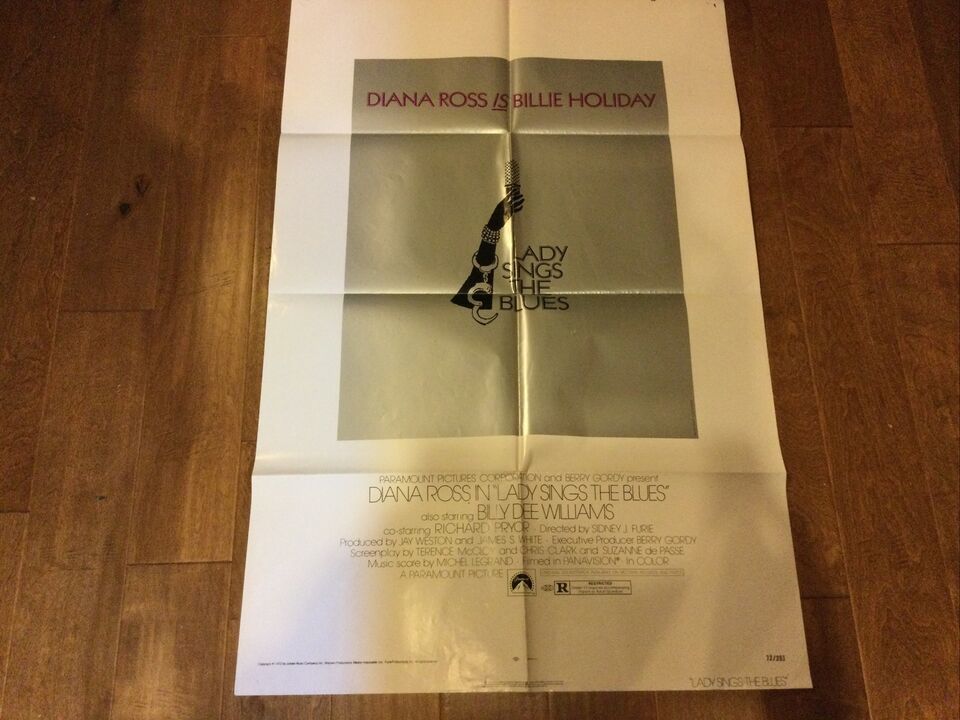 DIANA ROSS IS BILLIE HOLIDAY
LADY
SINGS
THE
BLUES
PARAMOUNT PICTURES CORPORATION and BERRY GORDY present
DIANA ROSS IN "LADY SINGS THE BLUES"
also starring BILLY DEE WILLIAMS
co-starring RICHARD PRYOR · Directed by SIDNEY J. FURIE
Produced by JAY WESTON and JAMES S. WHITE · Executive Producer BERRY GORDY
Screenplay by TERENCE McCLOY and CHRIS CLARK and SUZANNE de PASSE
Music score by MICHEL LEGRAND · Filmed in PANAVISION® · In COLOR
A PARAMOUNT PICTURE
R RESTRICTED
72/393
"LADY SINGS THE BLUES"